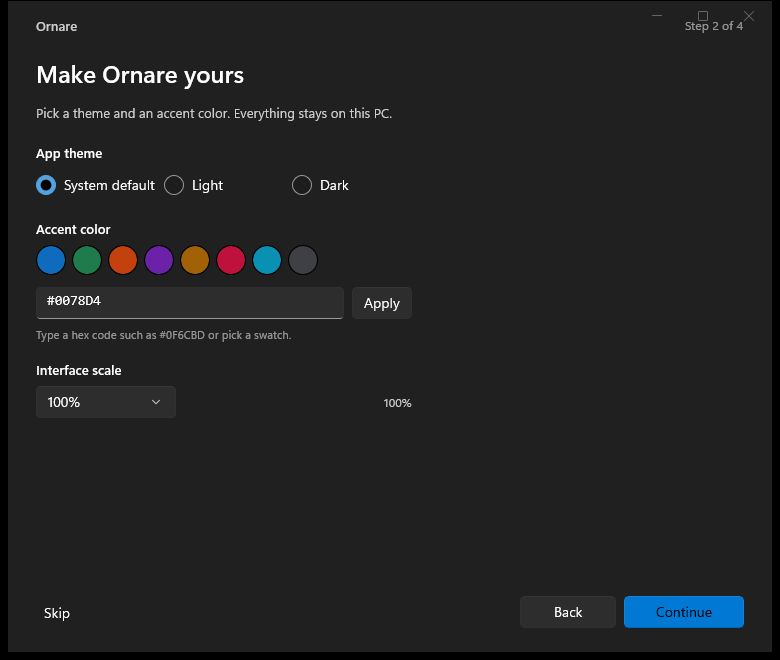 Ornare
Step 2 of 4
Make Ornare yours
Pick a theme and an accent color. Everything stays on this PC.
App theme
System default Light Dark
Accent color
#0078D4 Apply
Type a hex code such as #0F6CBD or pick a swatch.
Interface scale
100% 100%
Skip Back Continue